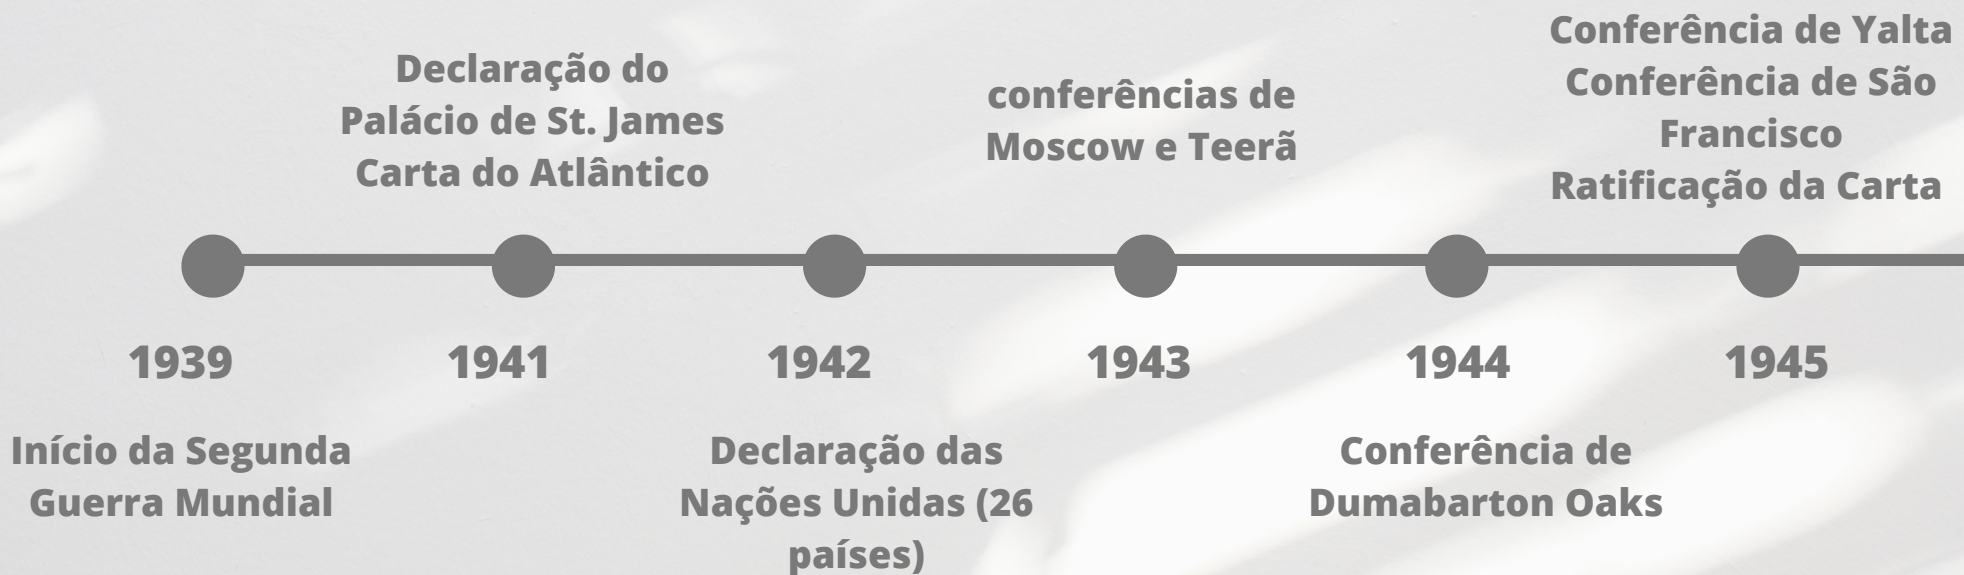 Declaração do
Palácio de St. James
Carta do Atlântico
conferências de
Moscow e Teerã
Conferência de Yalta
Conferência de São
Francisco
Ratificação da Carta
1939
1941
1942
1943
1944
1945
Início da Segunda
Guerra Mundial
Declaração das
Nações Unidas (26
países)
Conferência de
Dumabarton Oaks